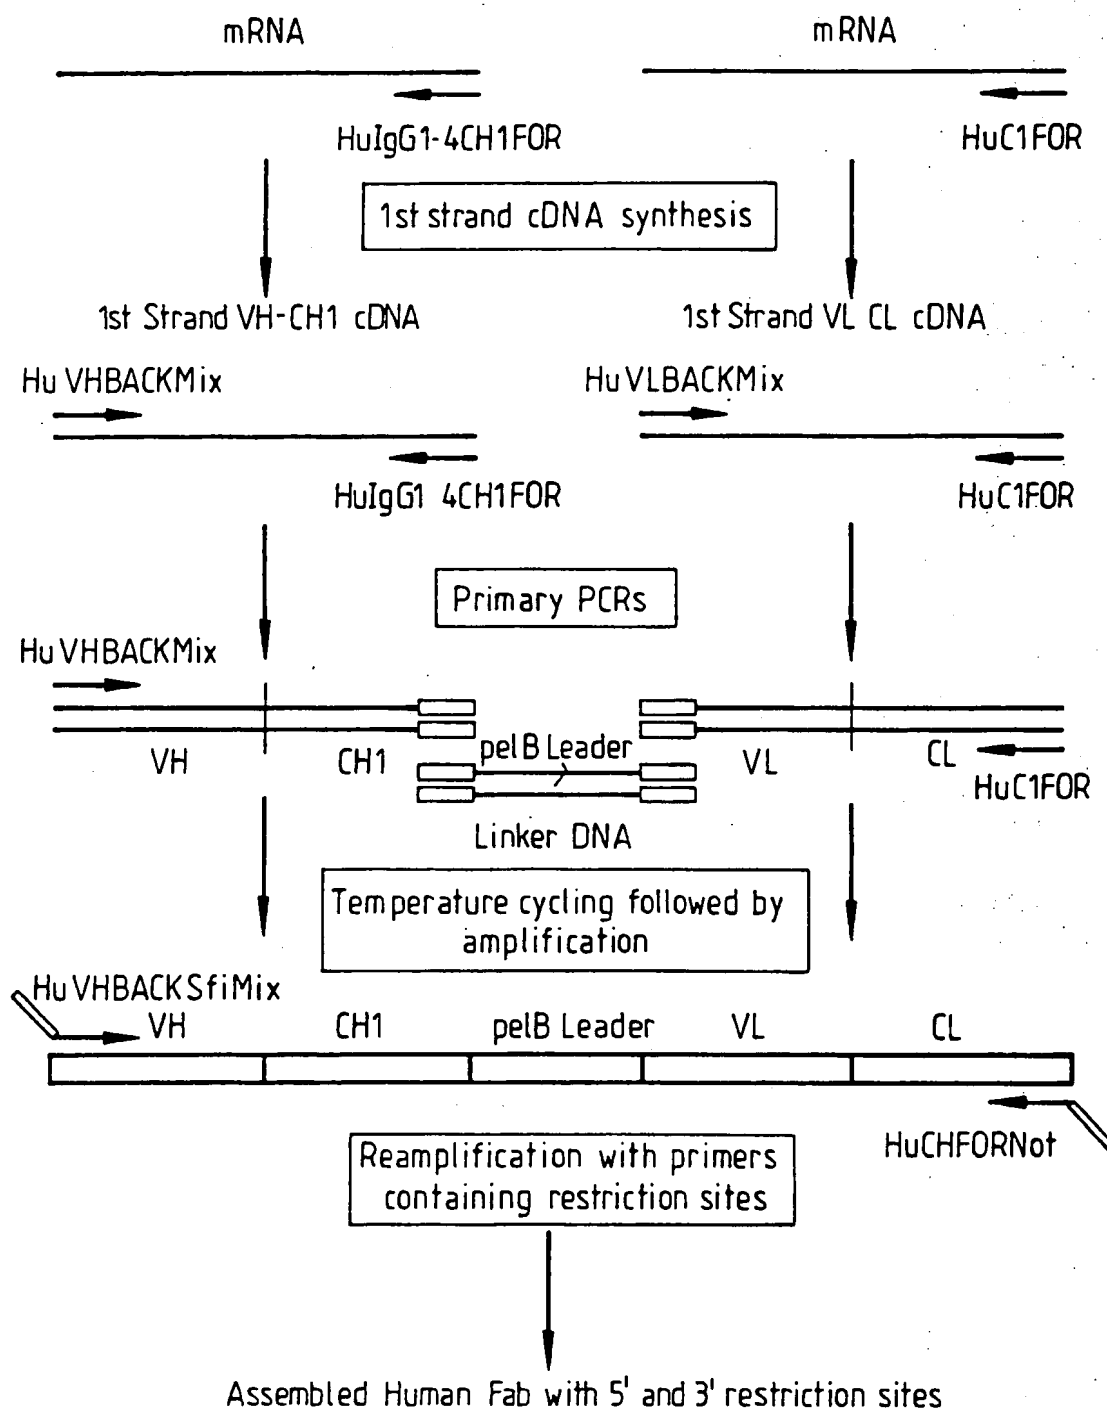 mRNA
mRNA
HuIgG1-4CH1FOR
HuC1FOR
1st strand cDNA synthesis
1st Strand VH-CH1 cDNA
1st Strand VL CL cDNA
Hu VHBACKMix
Hu VLBACKMix
HuIgG1 4CH1FOR
HuC1FOR
Primary PCRs
Hu VHBACKMix
VH
CH1
pelB Leader
VL
CL
HuC1FOR
Linker DNA
Temperature cycling followed by
amplification
Hu VHBACKSfiMix
VH
CH1
pelB Leader
VL
CL
HuCHFORNot
Reamplification with primers
containing restriction sites
Assembled Human Fab with 5' and 3' restriction sites